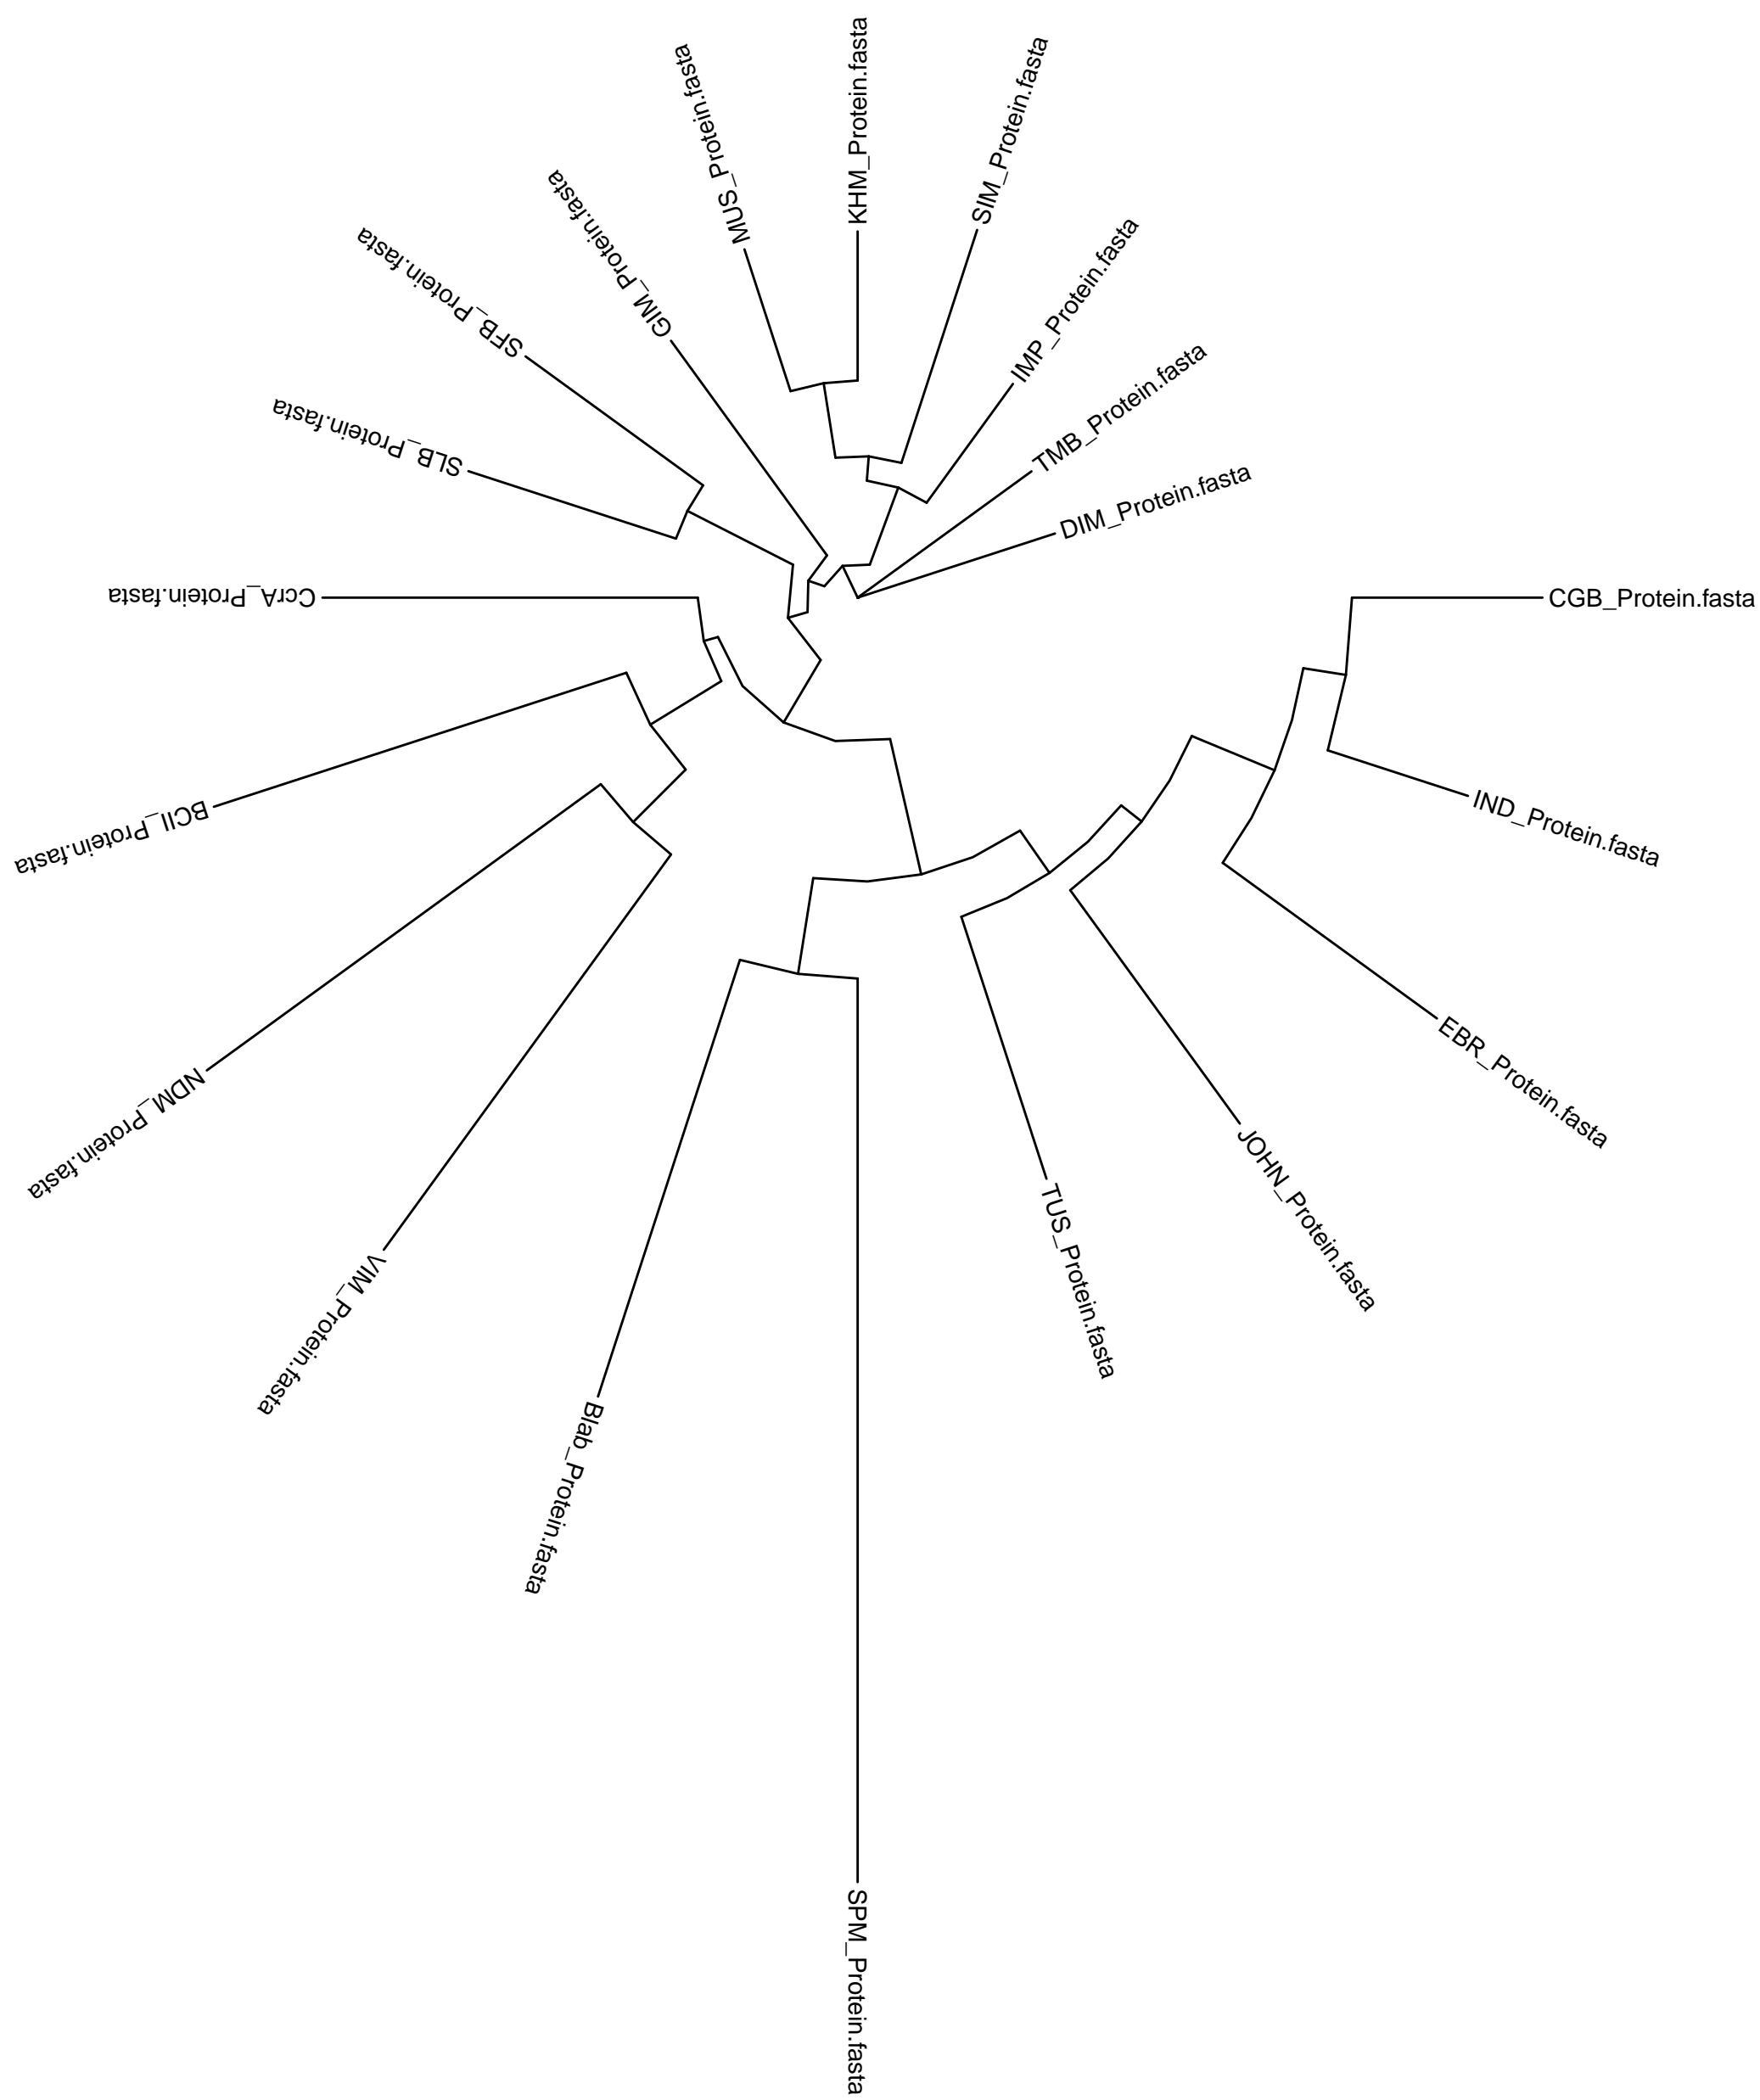 KHM_Protein.fasta
SIM_Protein.fasta
MUS_Protein.fasta
IMP_Protein.fasta
GIM_Protein.fasta
SFB_Protein.fasta
TMB_Protein.fasta
SLB_Protein.fasta
DIM_Protein.fasta
CcrA_Protein.fasta
CGB_Protein.fasta
BCII_Protein.fasta
IND_Protein.fasta
NDM_Protein.fasta
EBR_Protein.fasta
JOHN_Protein.fasta
VIM_Protein.fasta
TUS_Protein.fasta
Blab_Protein.fasta
SPM_Protein.fasta